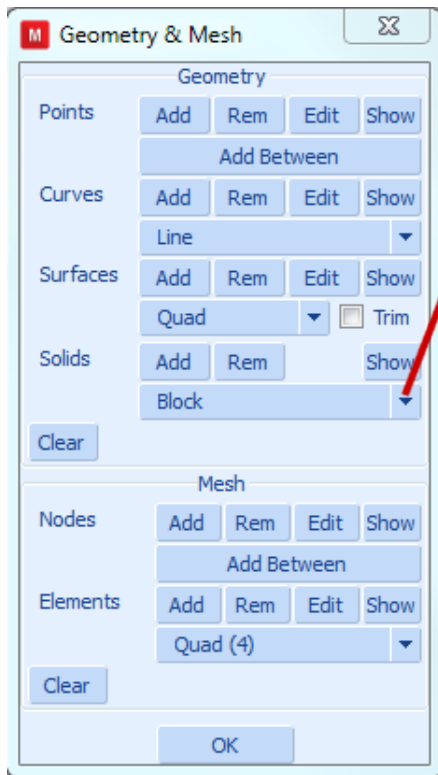 M Geometry & Mesh
Geometry
Points Add Rem Edit Show
Add Between
Curves Add Rem Edit Show
Line
Surfaces Add Rem Edit Show
Quad Trim
Solids Add Rem Show
Block
Clear
Mesh
Nodes Add Rem Edit Show
Add Between
Elements Add Rem Edit Show
Quad (4)
Clear
OK